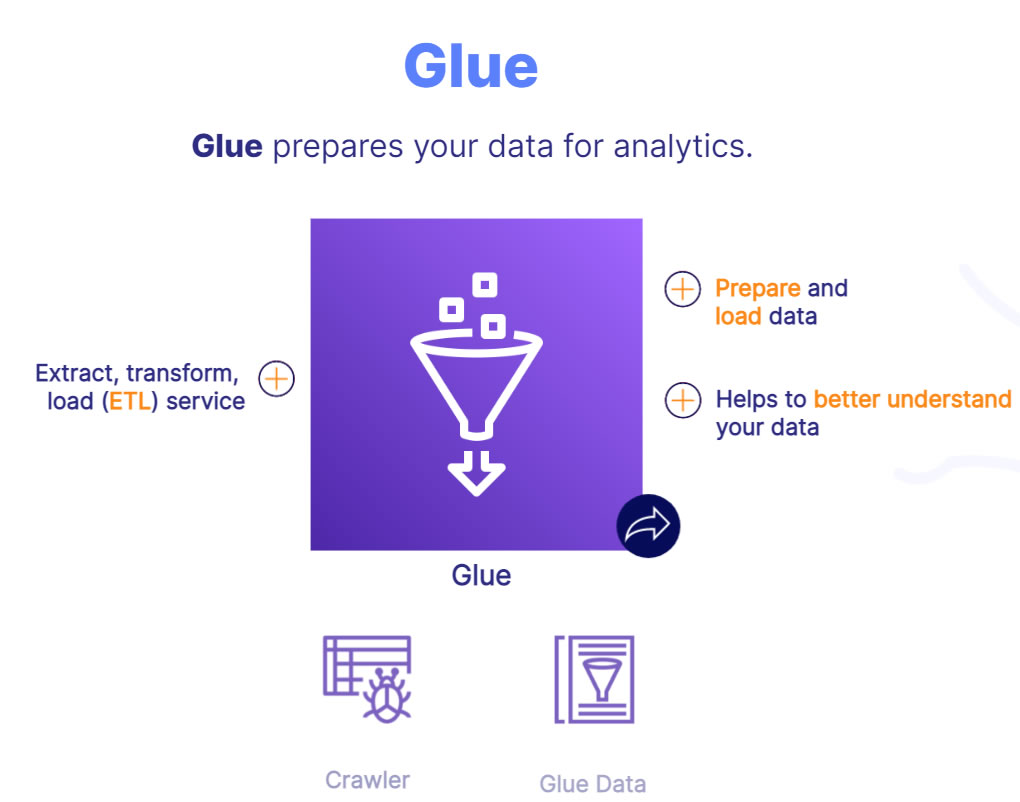 Glue
Glue prepares your data for analytics.
Extract, transform,
load (ETL) service
Prepare and
load data
Helps to better understand
your data
Glue
Crawler
Glue Data